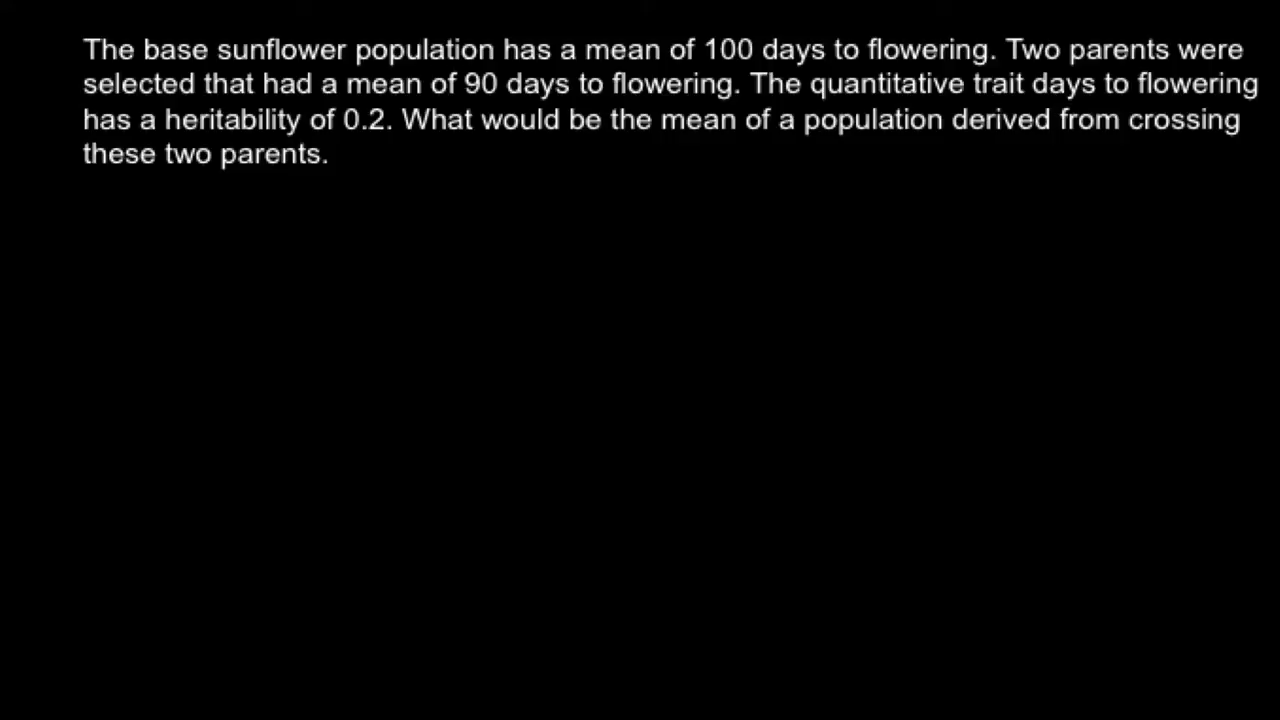 The base sunflower population has a mean of 100 days to flowering. Two parents were
selected that had a mean of 90 days to flowering. The quantitative trait days to flowering
has a heritability of 0.2. What would be the mean of a population derived from crossing
these two parents.